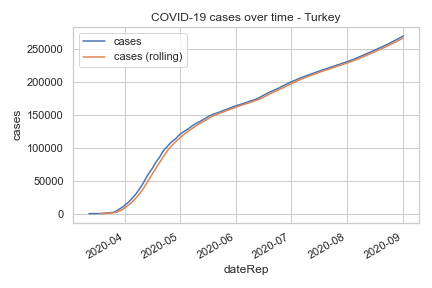 COVID-19 cases over time - Turkey
cases
cases (rolling)
250000
200000
150000
100000
50000
0
cases
2020-04
2020-05
2020-06
2020-07
2020-08
2020-09
dateRep